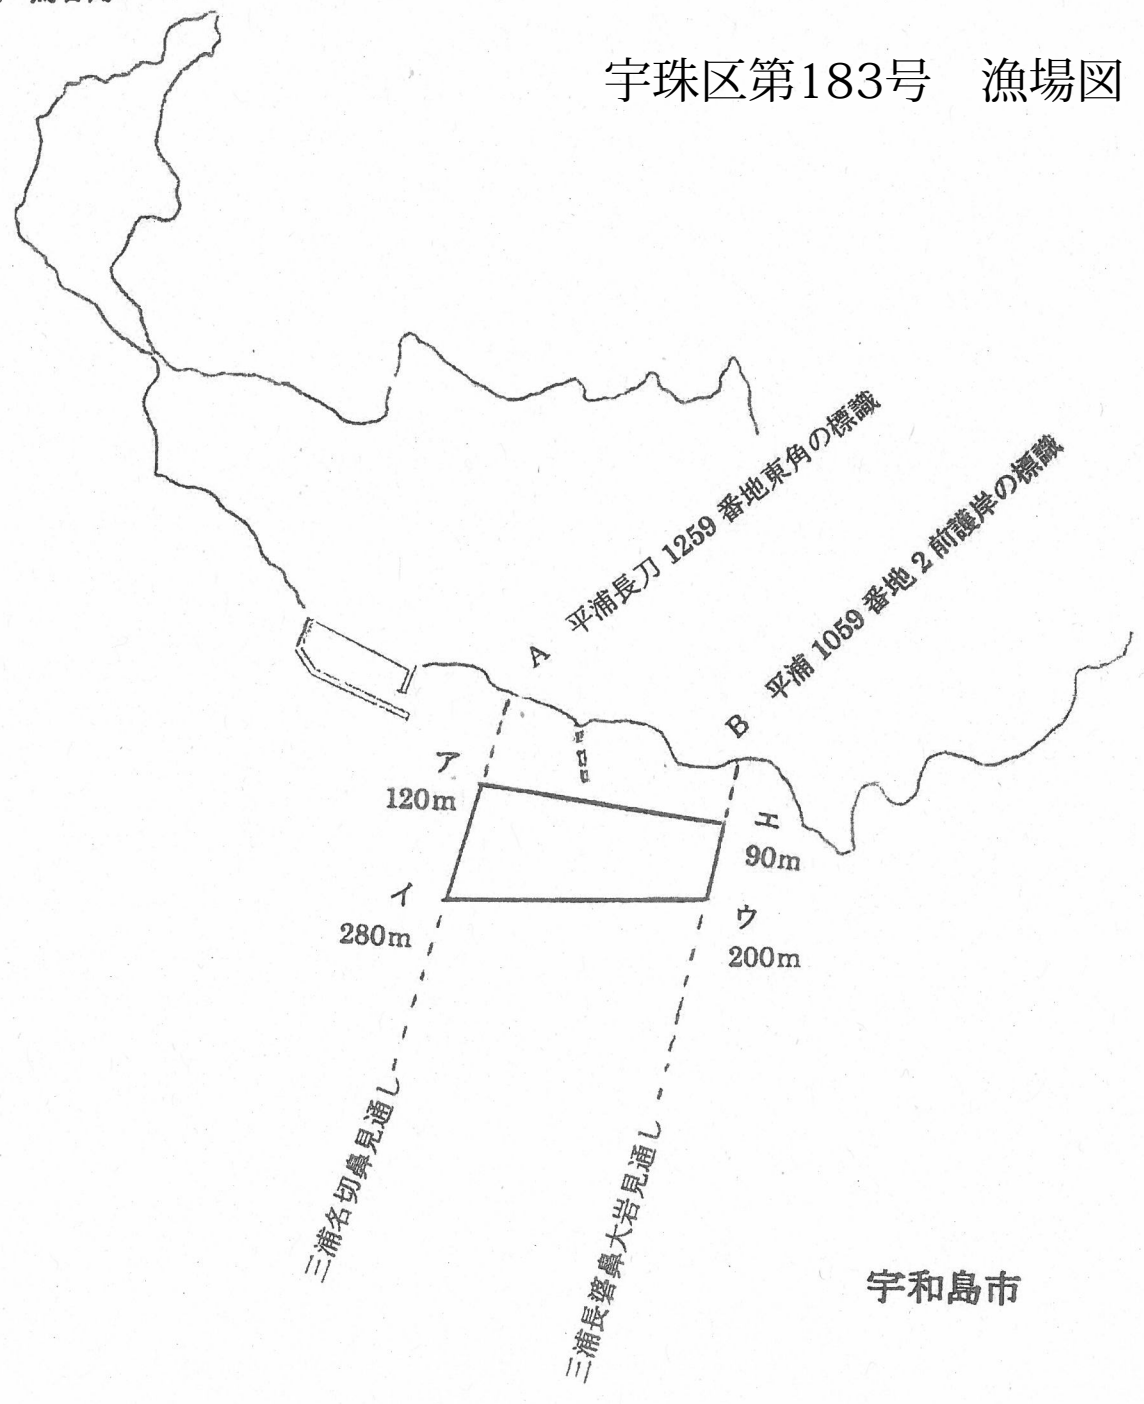 宇珠区第183号　漁場図
平浦長刀 1259 番地東角の標識
平浦 1059 番地 2 前護岸の標識
A
B
ア
120m
エ
90m
イ
280m
ウ
200m
三浦名切鼻見通し
三浦長磐鼻大岩見通し
宇和島市